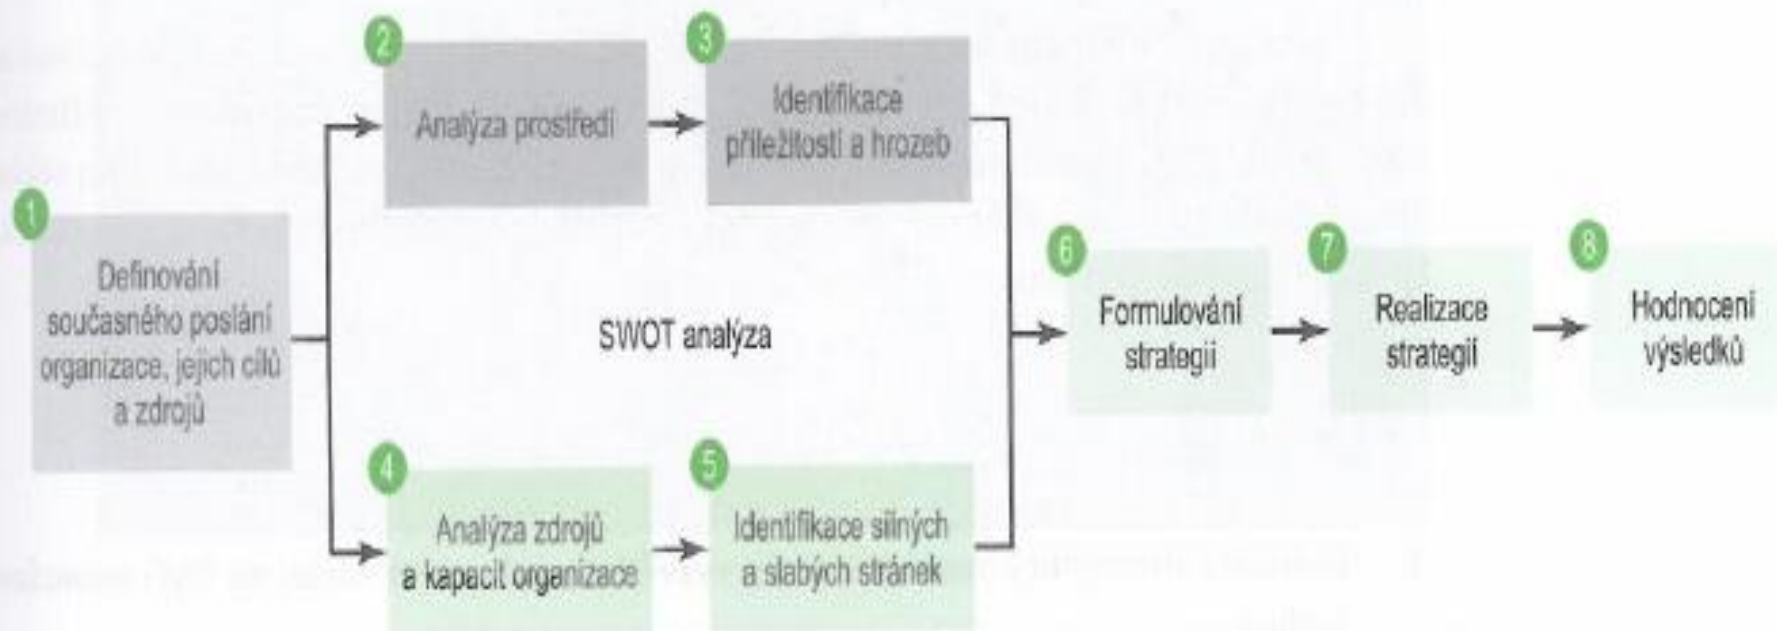 1
Definování
současného poslání
organizace, jejich cílů
a zdrojů
2
Analýza prostředí
3
Identifikace
příležitostí a hrozeb
SWOT analýza
4
Analýza zdrojů
a kapacit organizace
5
Identifikace silných
a slabých stránek
6
Formulování
strategií
7
Realizace
strategií
8
Hodnocení
výsledků